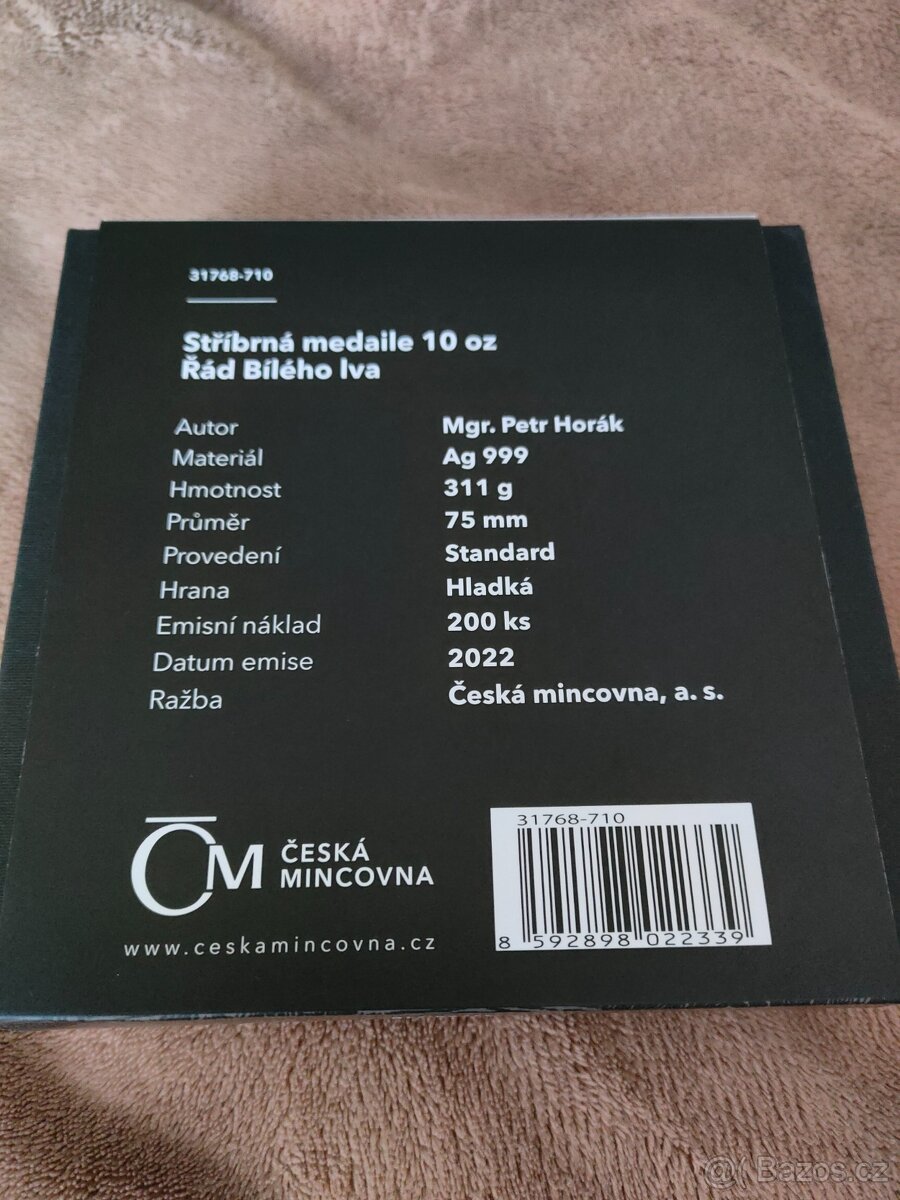 31768-710
Stříbrná medaile 10 oz
Řád Bílého lva
Autor Mgr. Petr Horák
Materiál Ag 999
Hmotnost 311 g
Průměr 75 mm
Provedení Standard
Hrana Hladká
Emisní náklad 200 ks
Datum emise 2022
Ražba Česká mincovna, a. s.
ČM ČESKÁ
MINCOVNA
www.ceskamincovna.cz
31768-710
8 592898 022339
@( Bazos.cz